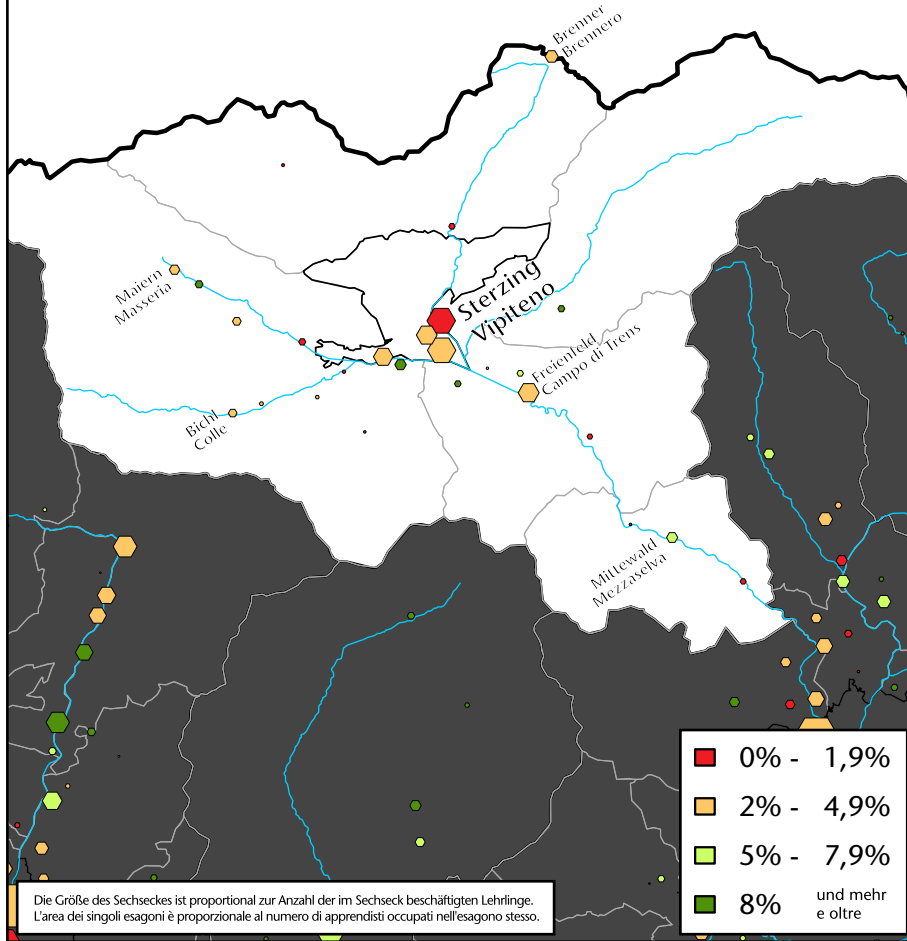 Brenner
Brennero
Maiern
Masseria
Sterzing
Vipiteno
Freienfeld
Campo di Trens
Bichl
Colle
Mittewald
Mezzaselva
0% - 1,9%
2% - 4,9%
5% - 7,9%
8% und mehr
e oltre
Die Größe des Sechseckes ist proportional zur Anzahl der im Sechseck beschäftigten Lehrlinge.
L'area dei singoli esagoni è proporzionale al numero di apprendisti occupati nell'esagono stesso.